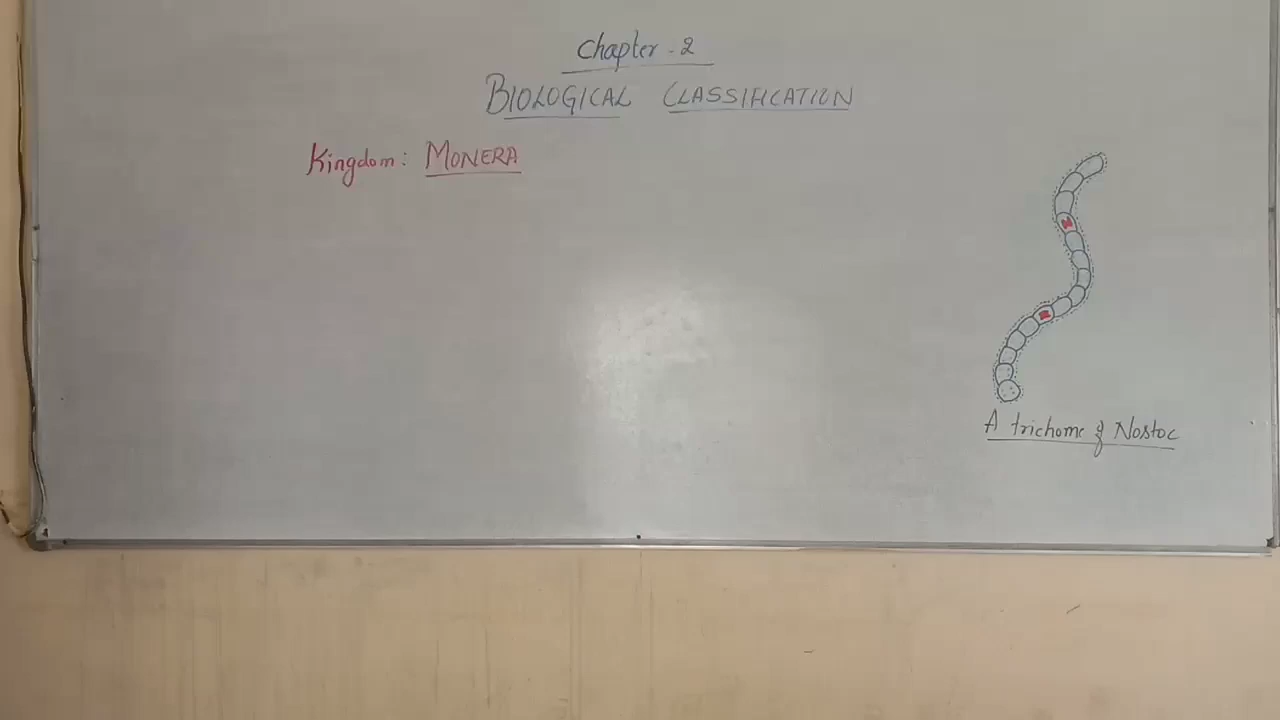 Chapter - 2
BIOLOGICAL CLASSIFICATION
Kingdom: MONERA
A trichome of Nostoc